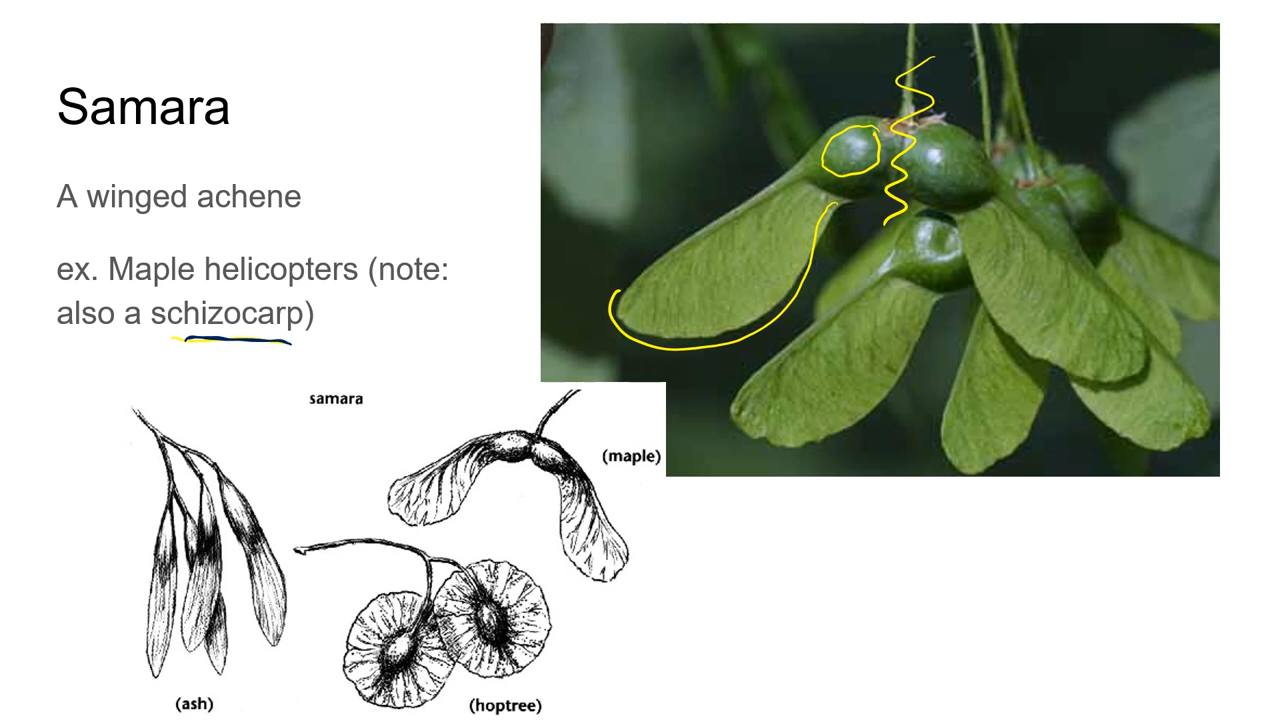 Samara
A winged achene
ex. Maple helicopters (note:
also a schizocarp)
samara
(maple)
(ash)
(hoptree)